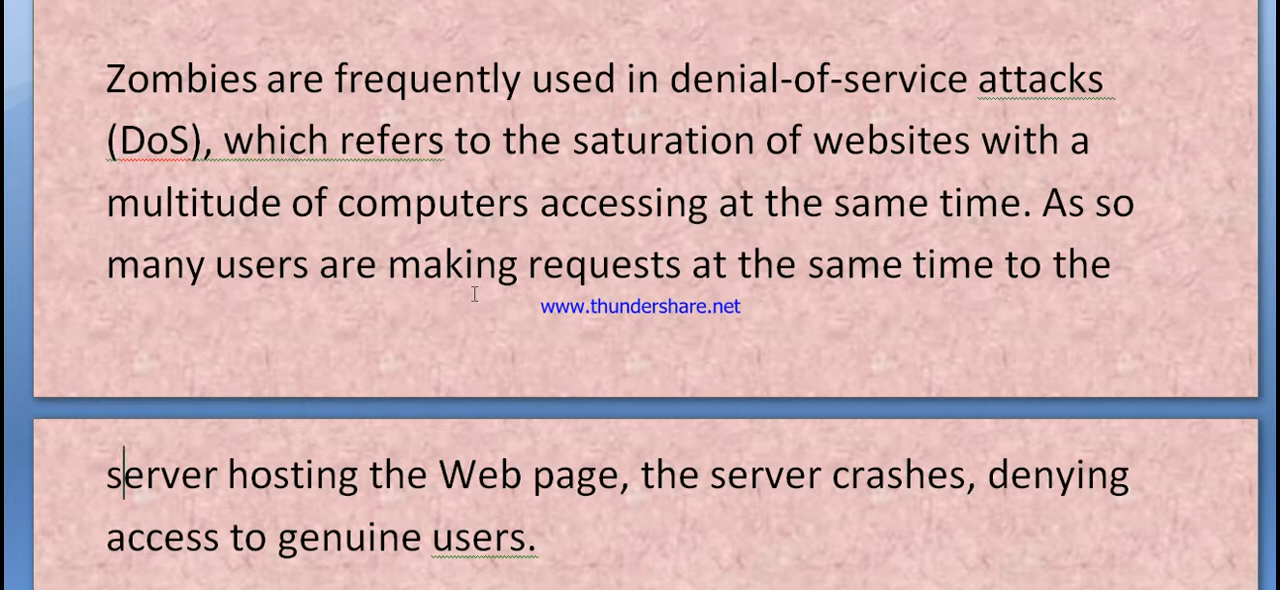 Zombies are frequently used in denial-of-service attacks
(DoS), which refers to the saturation of websites with a
multitude of computers accessing at the same time. As so
many users are making requests at the same time to the
www.thundershare.net
server hosting the Web page, the server crashes, denying
access to genuine users.